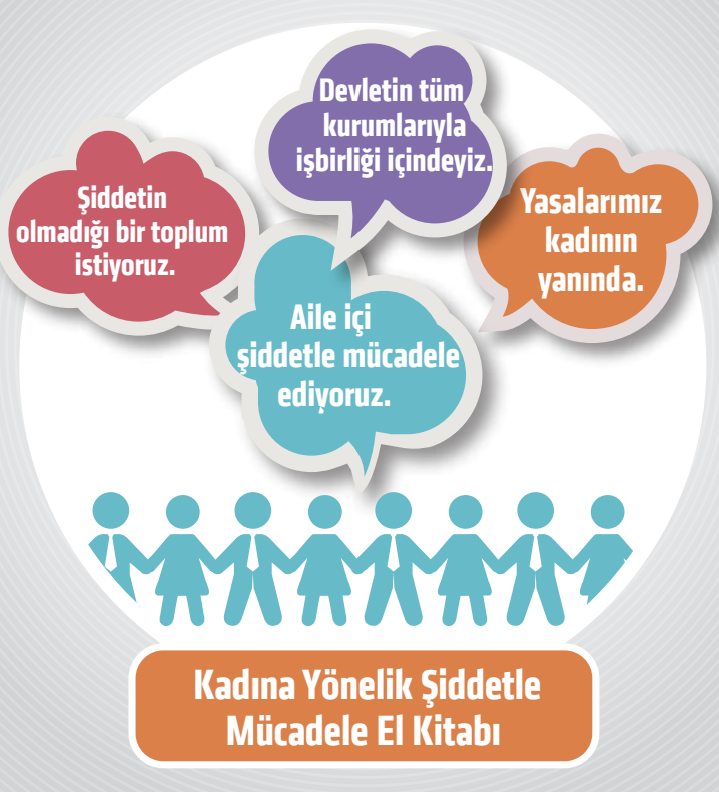 Devletin tüm
kurumlarıyla
işbirliği içindeyiz.
Şiddetin
olmadığı bir toplum
istiyoruz.
Yasalarımız
kadının
yanında.
Aile içi
şiddetle mücadele
ediyoruz.
Kadına Yönelik Şiddetle
Mücadele El Kitabı